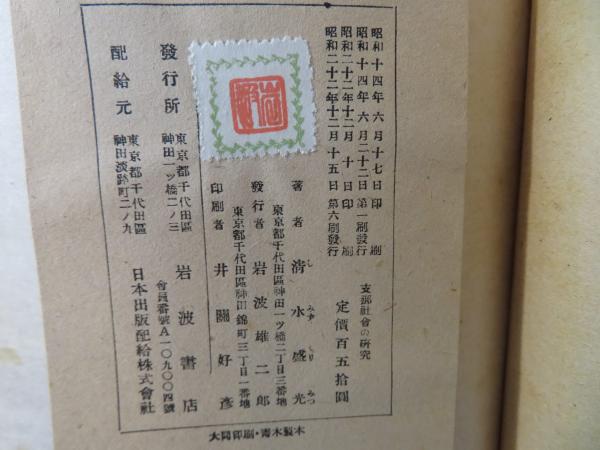 昭和十四年六月十七日印刷
昭和十四年六月二十二日第一刷發行
昭和二十二年十二月十日印刷
昭和二十二年十二月十五日第六刷發行
支那社會の硏究
定價百五拾圓
著者 淸水盛光
し みず もり みつ
東京都千代田區神田一ツ橋二丁目三番地
發行者 岩波雄二郎
東京都千代田區神田錦町三丁目一番地
印刷者 井關好彥
發行所 東京都千代田區神田一ツ橋二ノ三 岩波書店
會員番號A一〇九〇〇四號
配給元 東京都千代田區神田淡路町二ノ九 日本出版配給株式會社
大同印刷・靑木製本